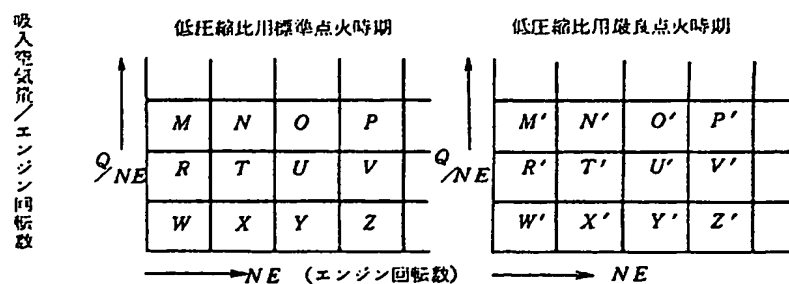 吸入空気量/エンジン回転数
低圧縮比用標準点火時期
Q/NE
M N O P
R T U V
W X Y Z
NE (エンジン回転数)
低圧縮比用最良点火時期
Q/NE
M' N' O' P'
R' T' U' V'
W' X' Y' Z'
NE